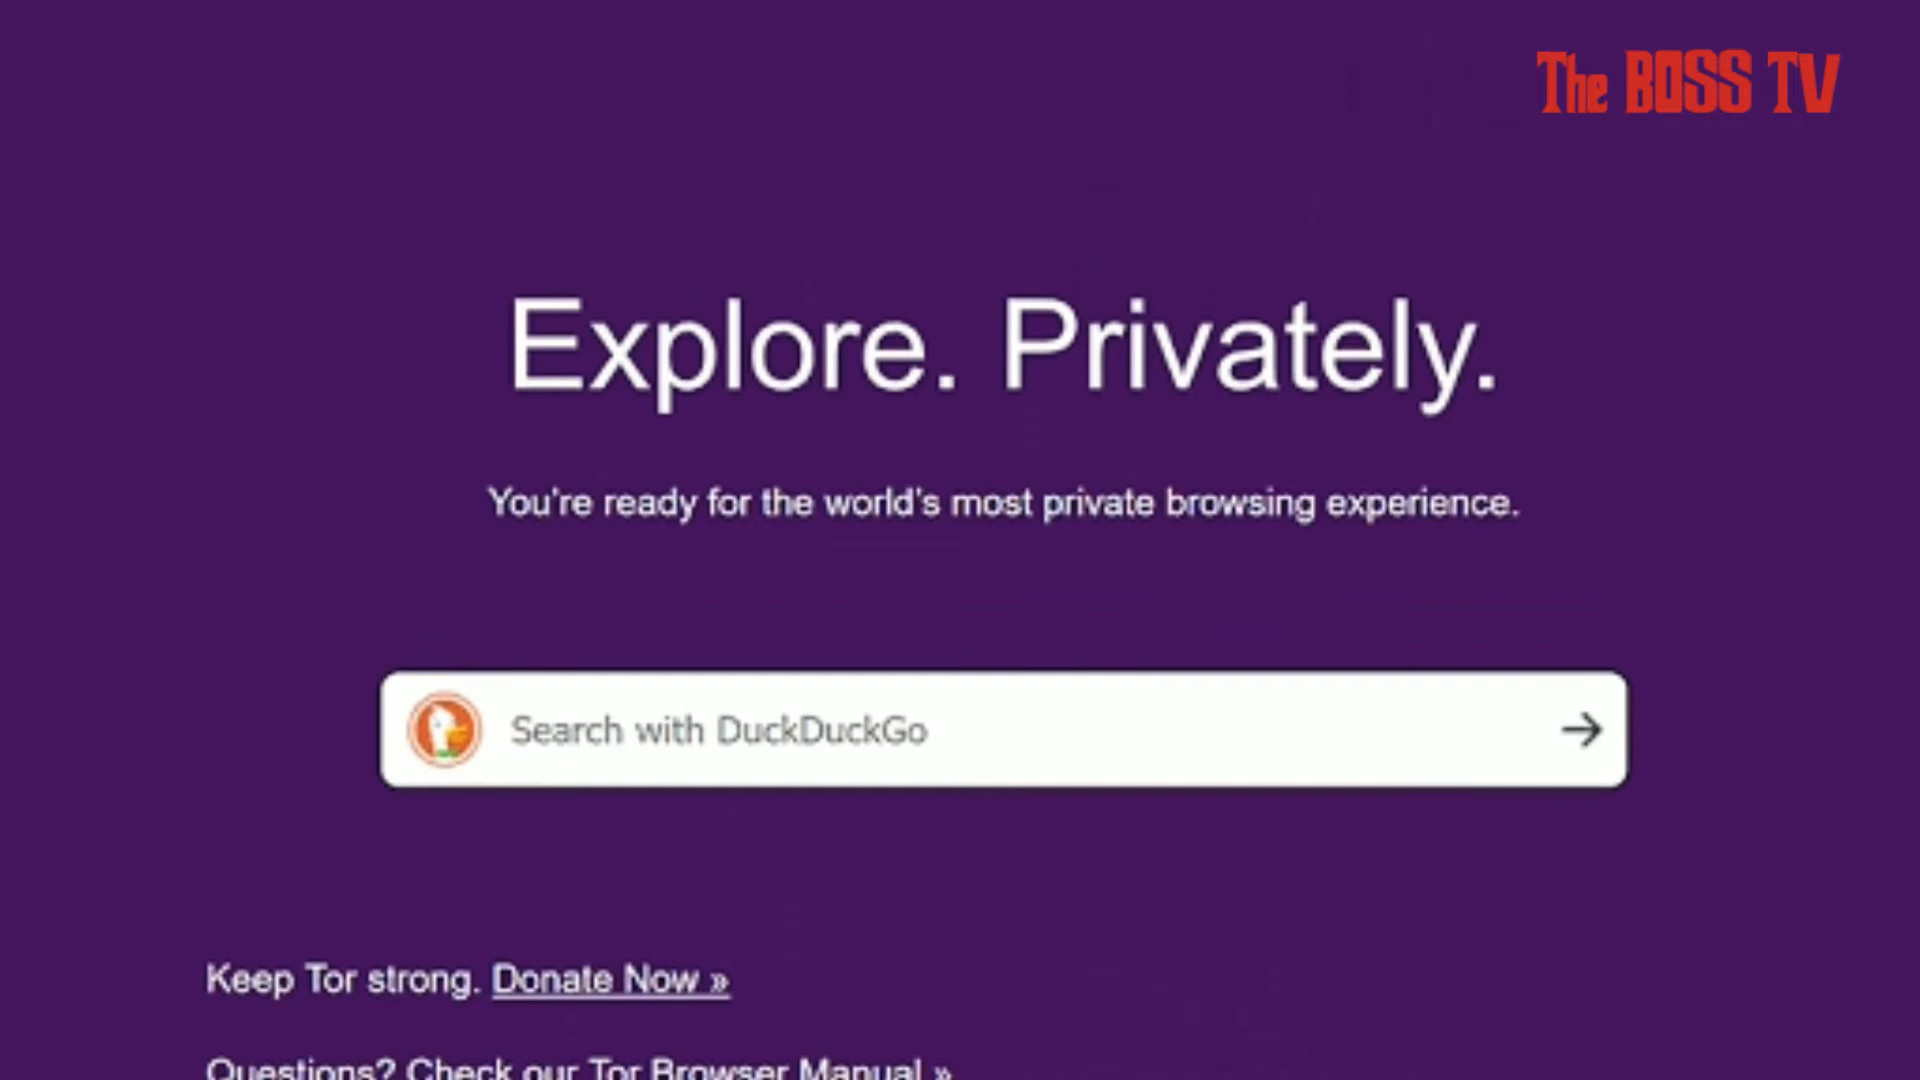 The BOSS TV
Explore. Privately.
You're ready for the world's most private browsing experience.
Search with DuckDuckGo
Keep Tor strong. Donate Now »
Questions? Check our Tor Browser Manual »